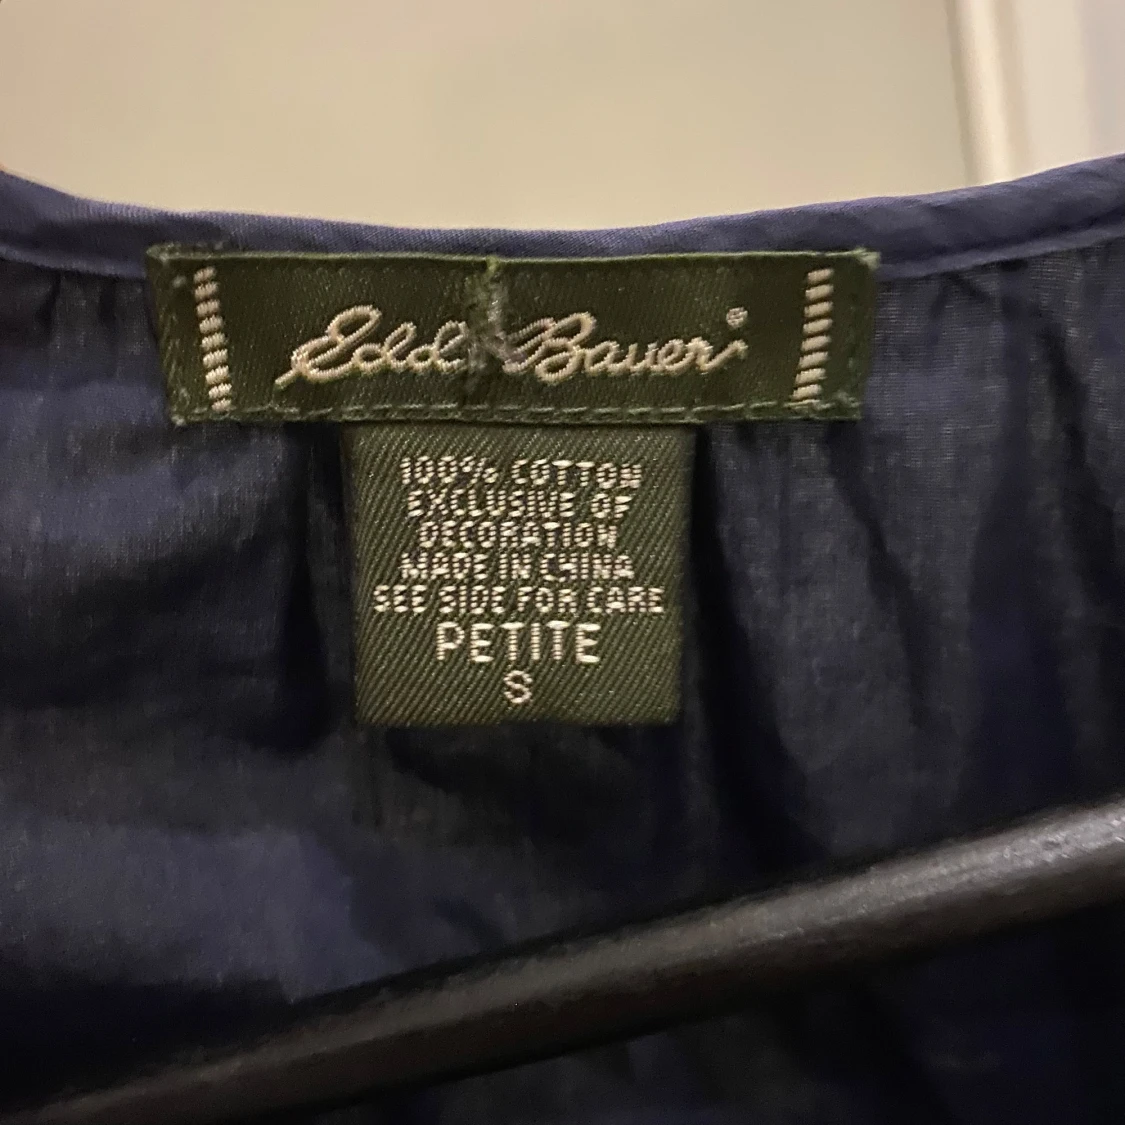 Eddie Bauer®
100% COTTON
EXCLUSIVE OF
DECORATION
MADE IN CHINA
SEE SIDE FOR CARE
PETITE
S